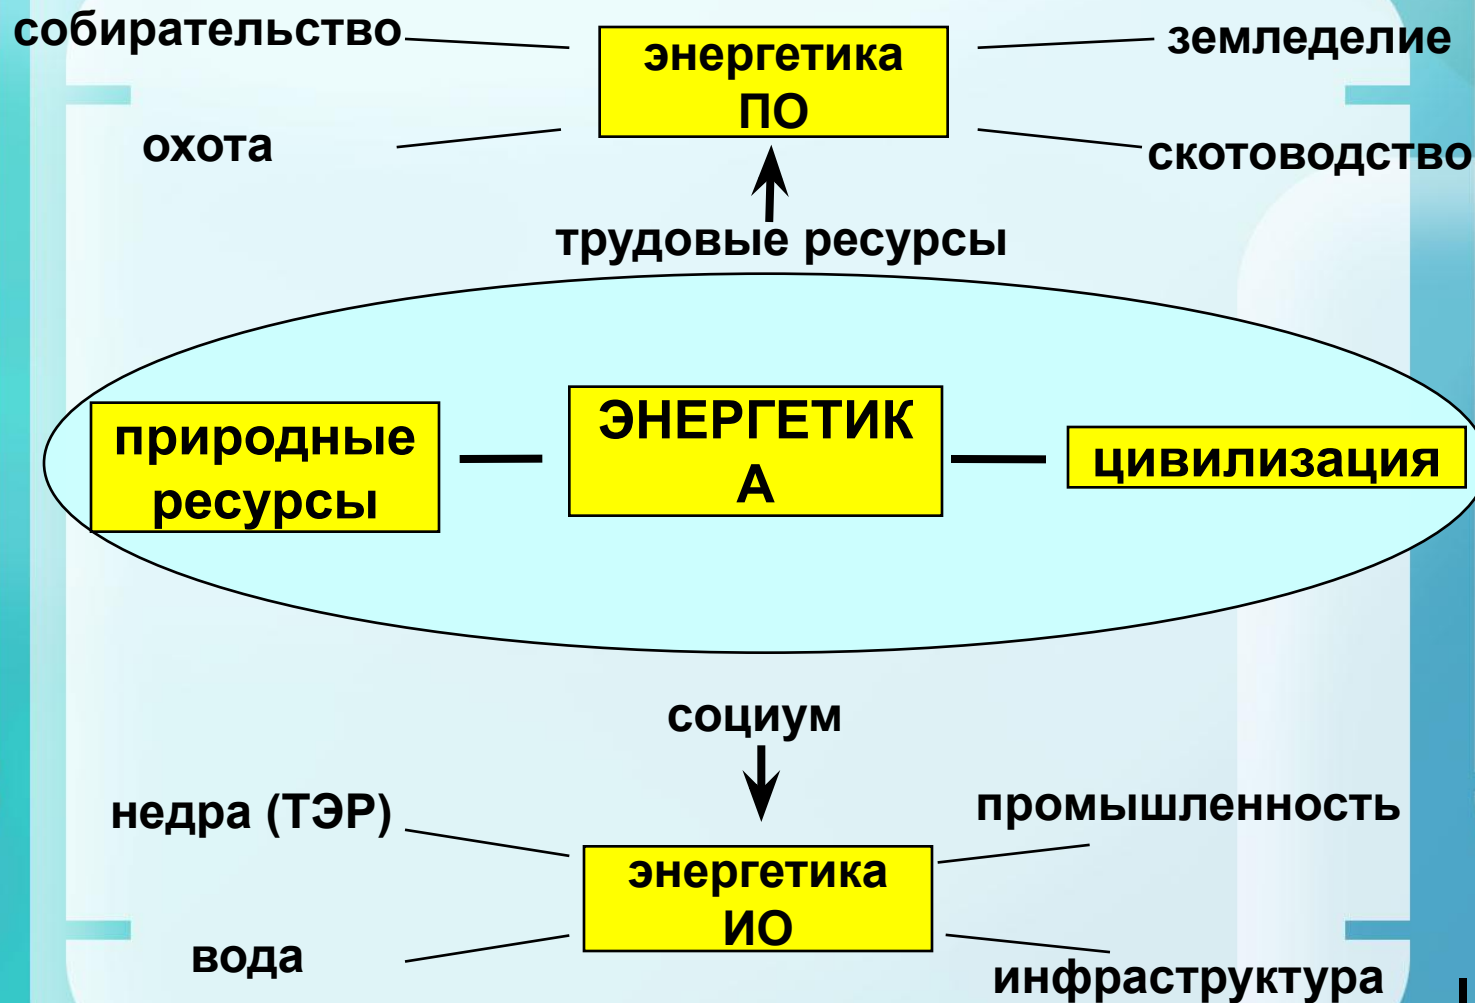 собирательство
энергетика
ПО
земледелие
охота
скотоводство
трудовые ресурсы
природные
ресурсы
ЭНЕРГЕТИК
А
цивилизация
социум
недра (ТЭР)
промышленность
энергетика
ИО
вода
инфраструктура